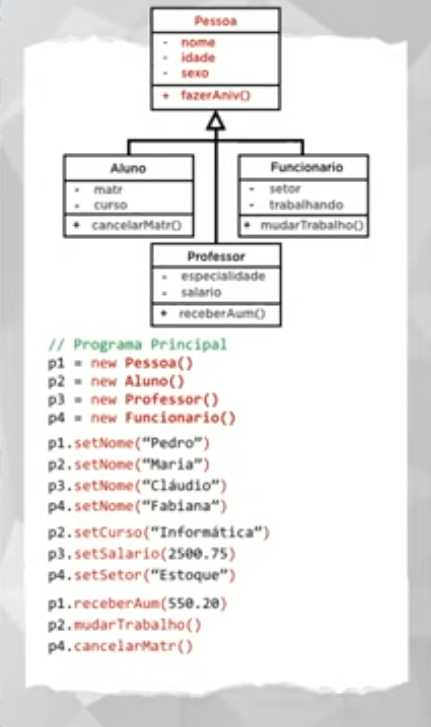 Pessoa
- nome
- idade
- sexo
+ fazerAniv()
Aluno
- matr
- curso
+ cancelarMatr()
Funcionario
- setor
- trabalhando
+ mudarTrabalho()
Professor
- especialidade
- salario
+ receberAum()
// Programa Principal
p1 = new Pessoa()
p2 = new Aluno()
p3 = new Professor()
p4 = new Funcionario()
p1.setNome(“Pedro”)
p2.setNome(“Maria”)
p3.setNome(“Cláudio”)
p4.setNome(“Fabiana”)
p2.setCurso(“Informática”)
p3.setSalario(2500.75)
p4.setSetor(“Estoque”)
p1.receberAum(550.20)
p2.mudarTrabalho()
p4.cancelarMatr()